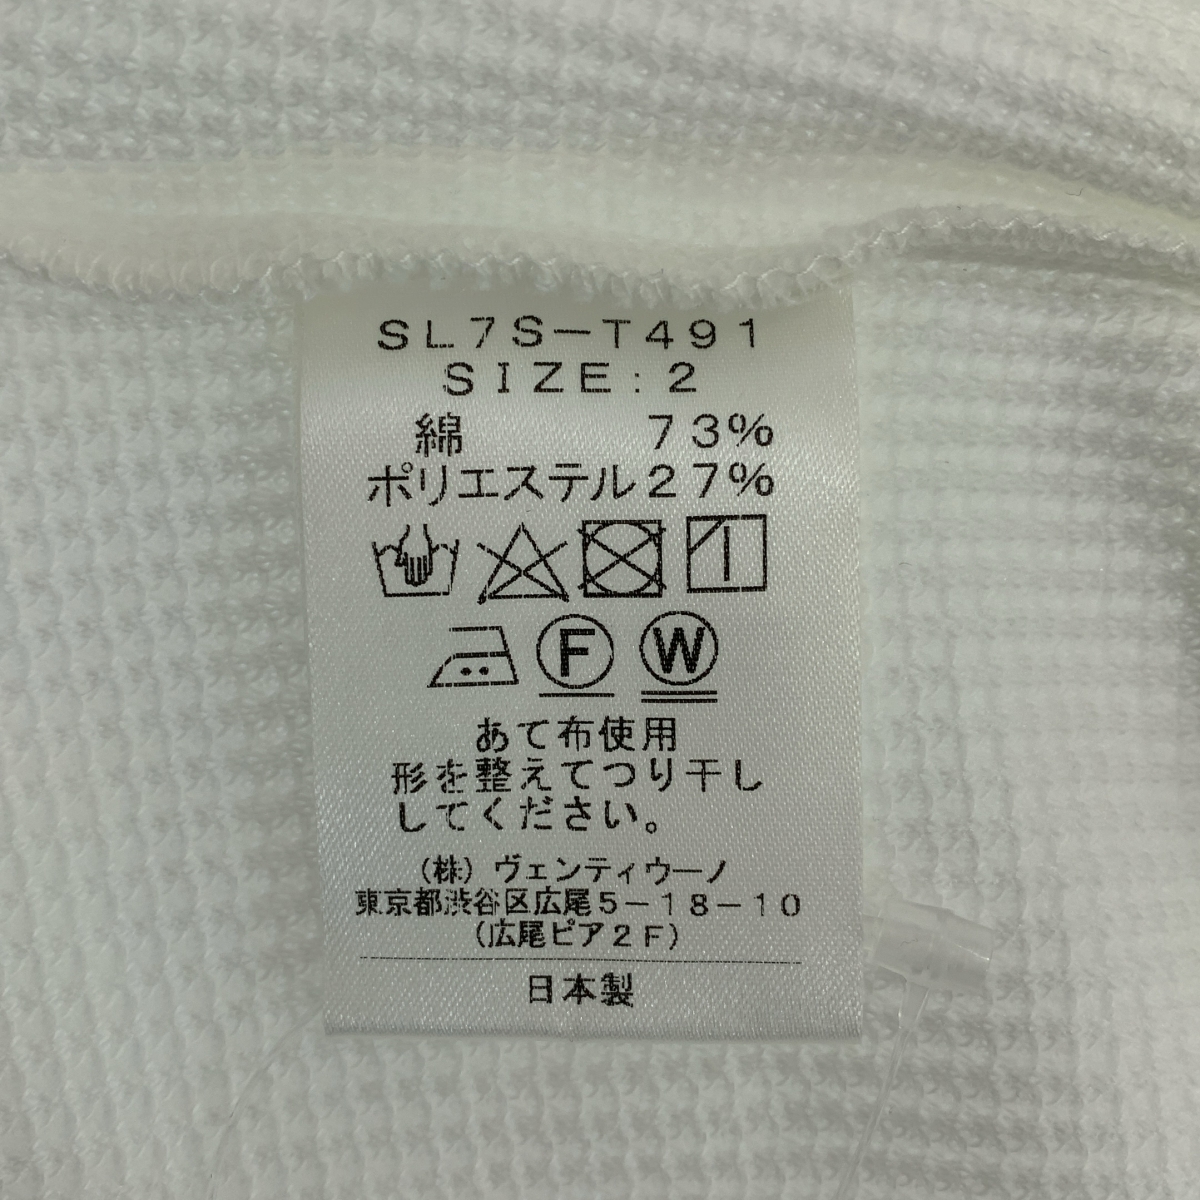 SL7S−T491
SIZE:2
綿 73%
ポリエステル27%
F W
あて布使用
形を整えてつり干し
してください。
(株)ヴェンティウーノ
東京都渋谷区広尾5−18−10
(広尾ピア2F)
日本製